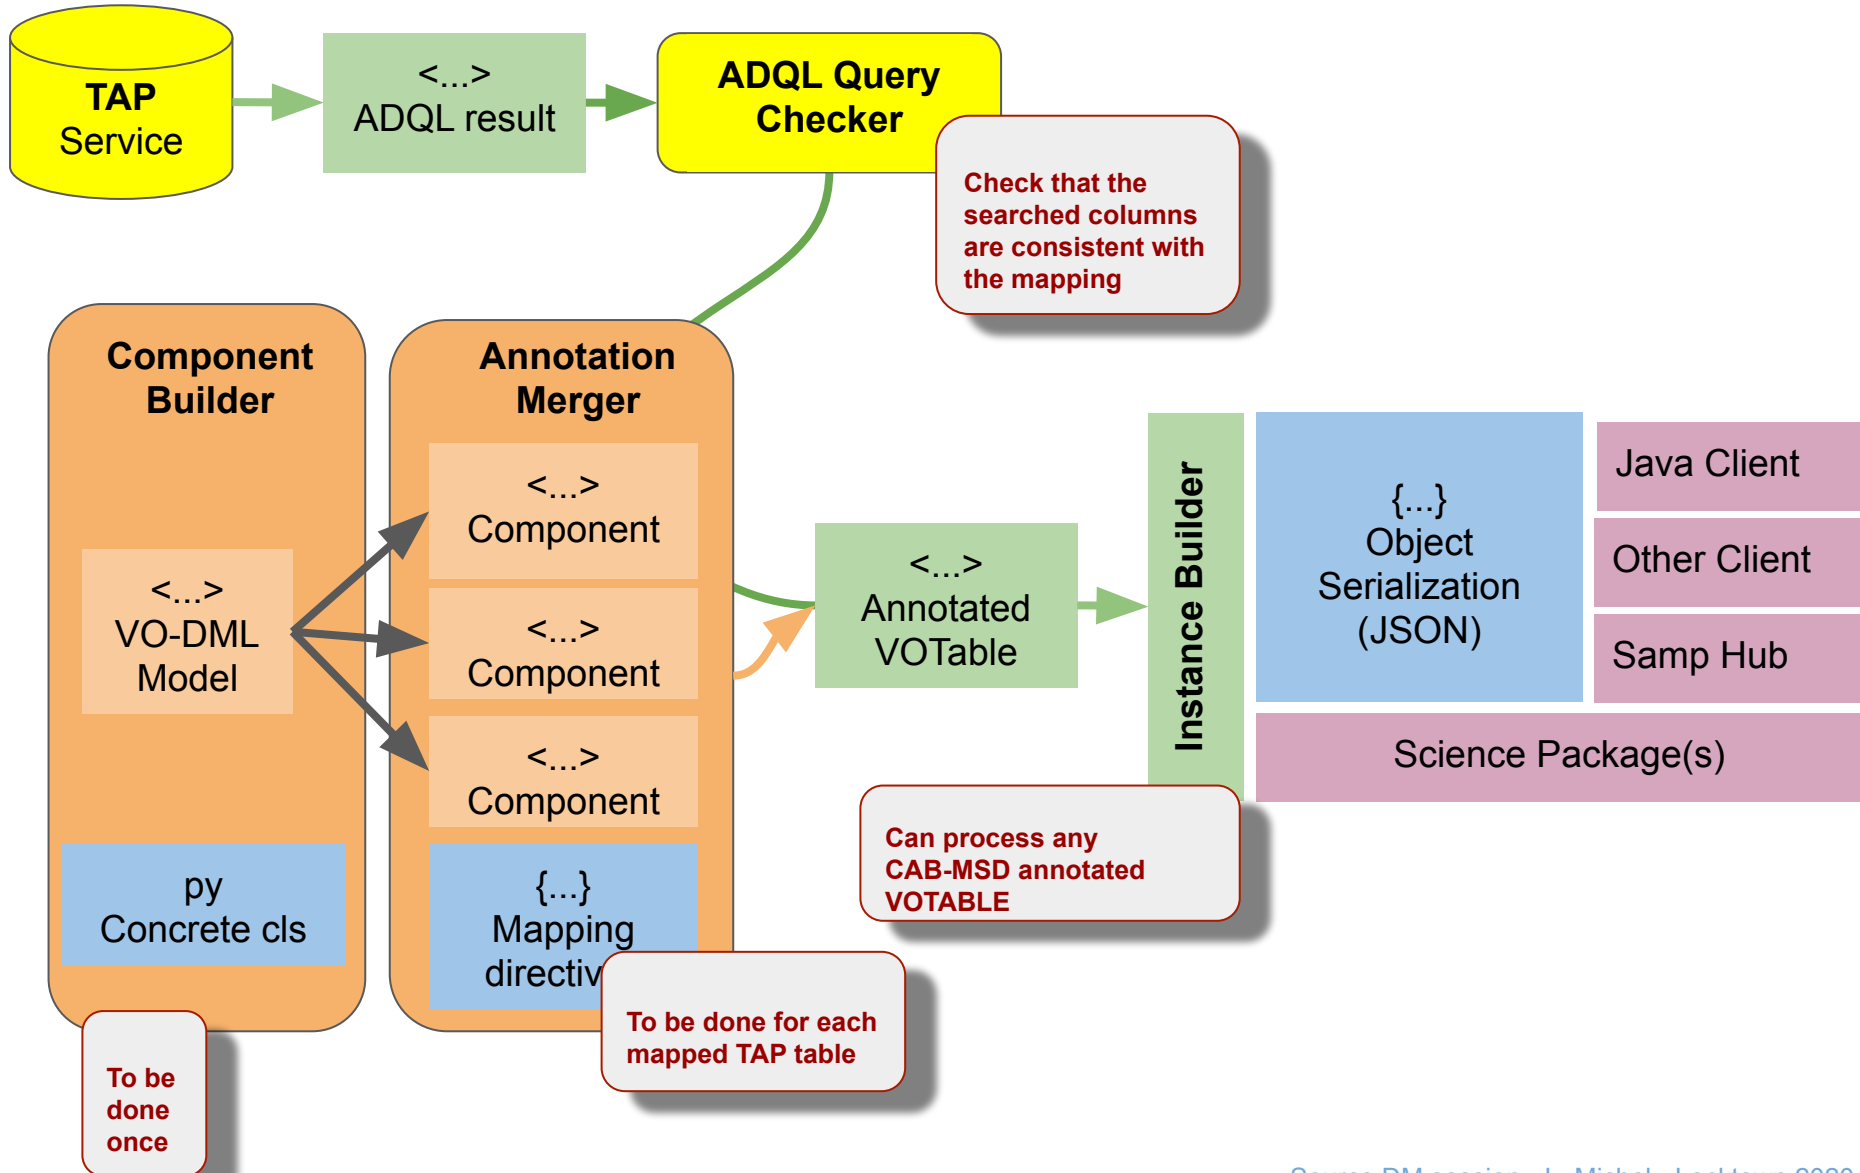 TAP
Service
<...>
ADQL result
ADQL Query
Checker
Check that the
searched columns
are consistent with
the mapping
Component
Builder
<...>
VO-DML
Model
py
Concrete cls
To be
done
once
Annotation
Merger
<...>
Component
<...>
Component
<...>
Component
{...}
Mapping
directiv
To be done for each
mapped TAP table
<...>
Annotated
VOTable
Instance Builder
Can process any
CAB-MSD annotated
VOTABLE
{...}
Object
Serialization
(JSON)
Java Client
Other Client
Samp Hub
Science Package(s)